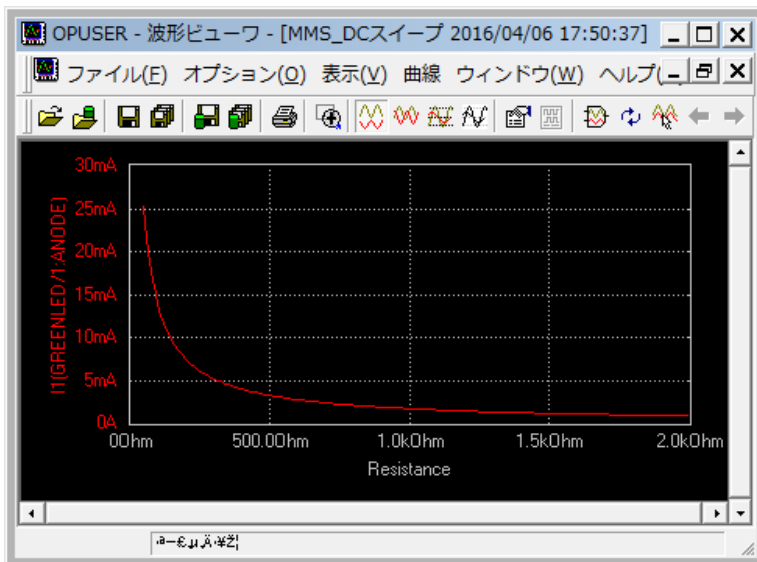 OPUSER - 波形ビューワ - [MMS_DCスイープ 2016/04/06 17:50:37]
ファイル(F) オプション(O) 表示(V) 曲線 ウィンドウ(W) ヘルプ(
I1(GREENLED/1:ANODE)
30mA
25mA
20mA
15mA
10mA
5mA
0A
0Ohm 500.0Ohm 1.0kOhm 1.5kOhm 2.0kOhm
Resistance